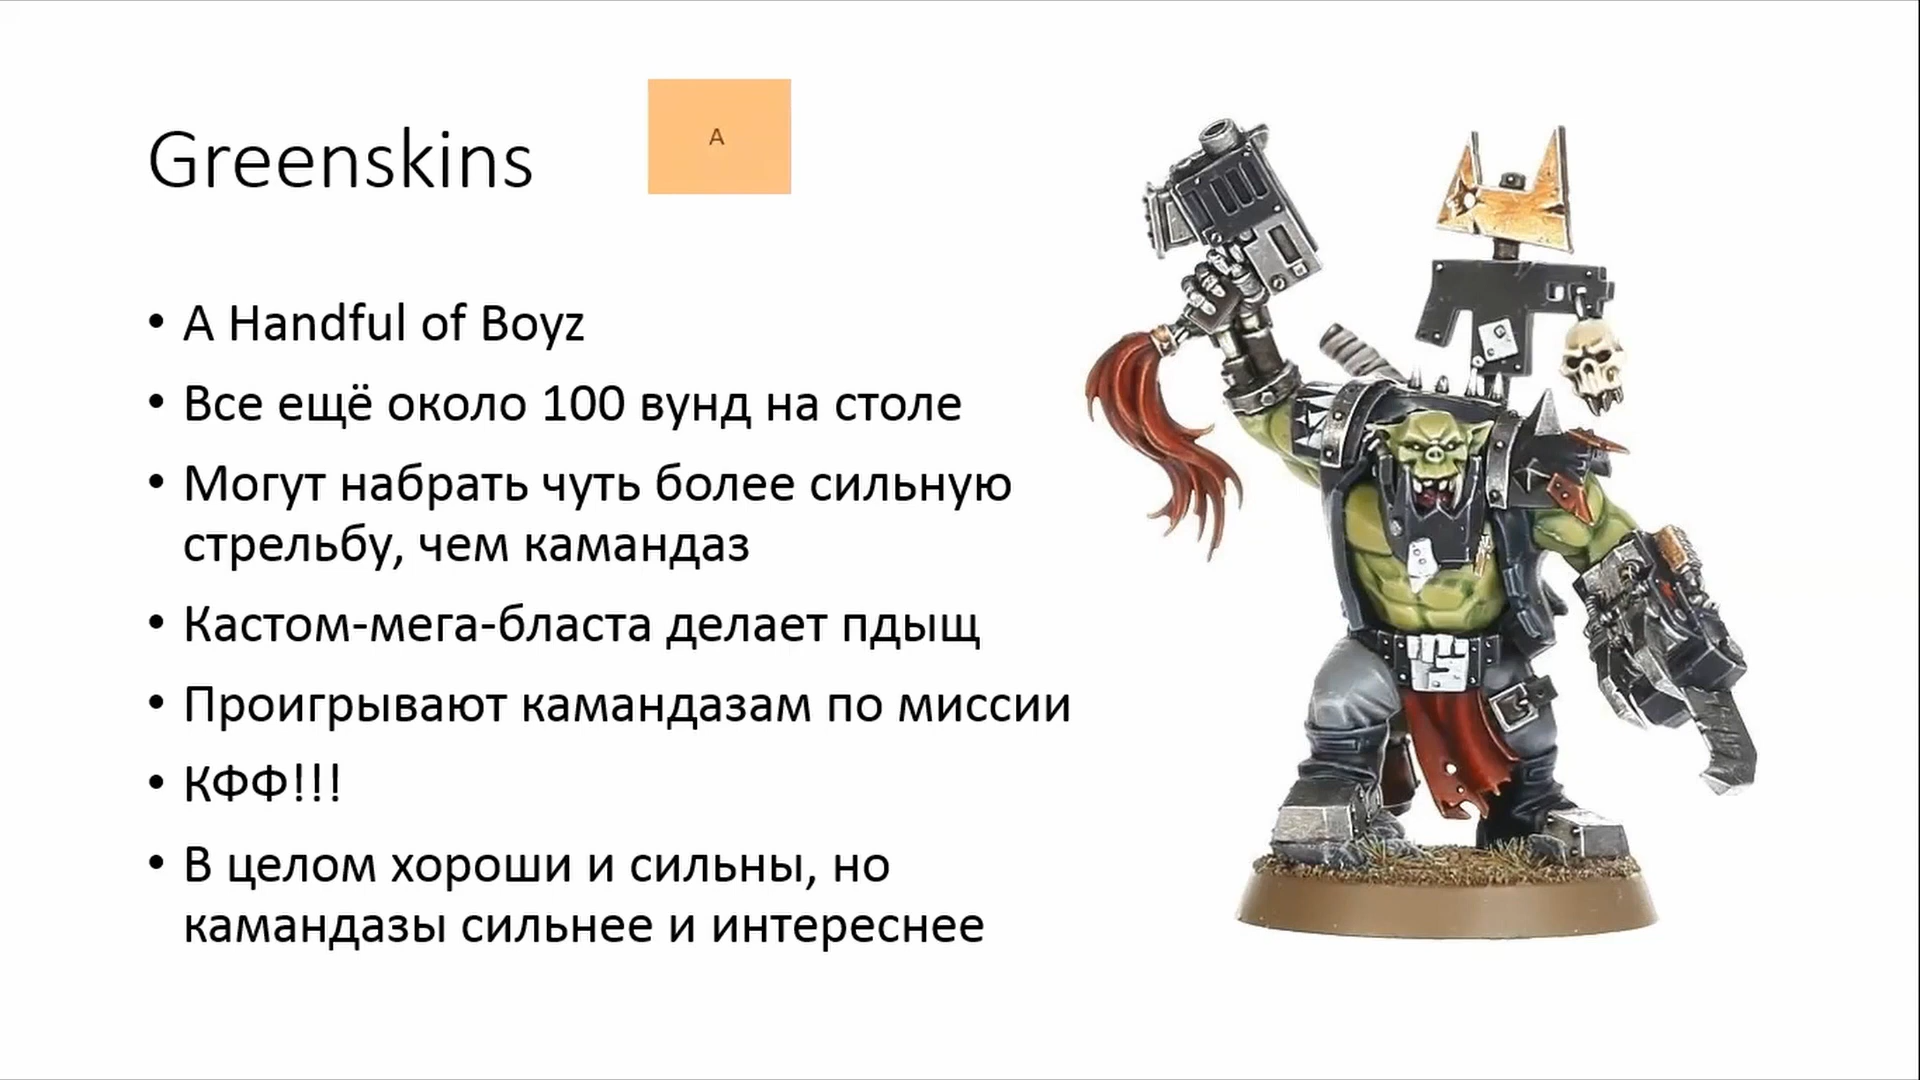 Greenskins
A
• A Handful of Boyz
• Все ещё около 100 вунд на столе
• Могут набрать чуть более сильную
стрельбу, чем камандаз
• Кастом-мега-бласта делает пдыщ
• Проигрывают камандазам по миссии
• КФФ!!!
• В целом хороши и сильны, но
камандазы сильнее и интереснее